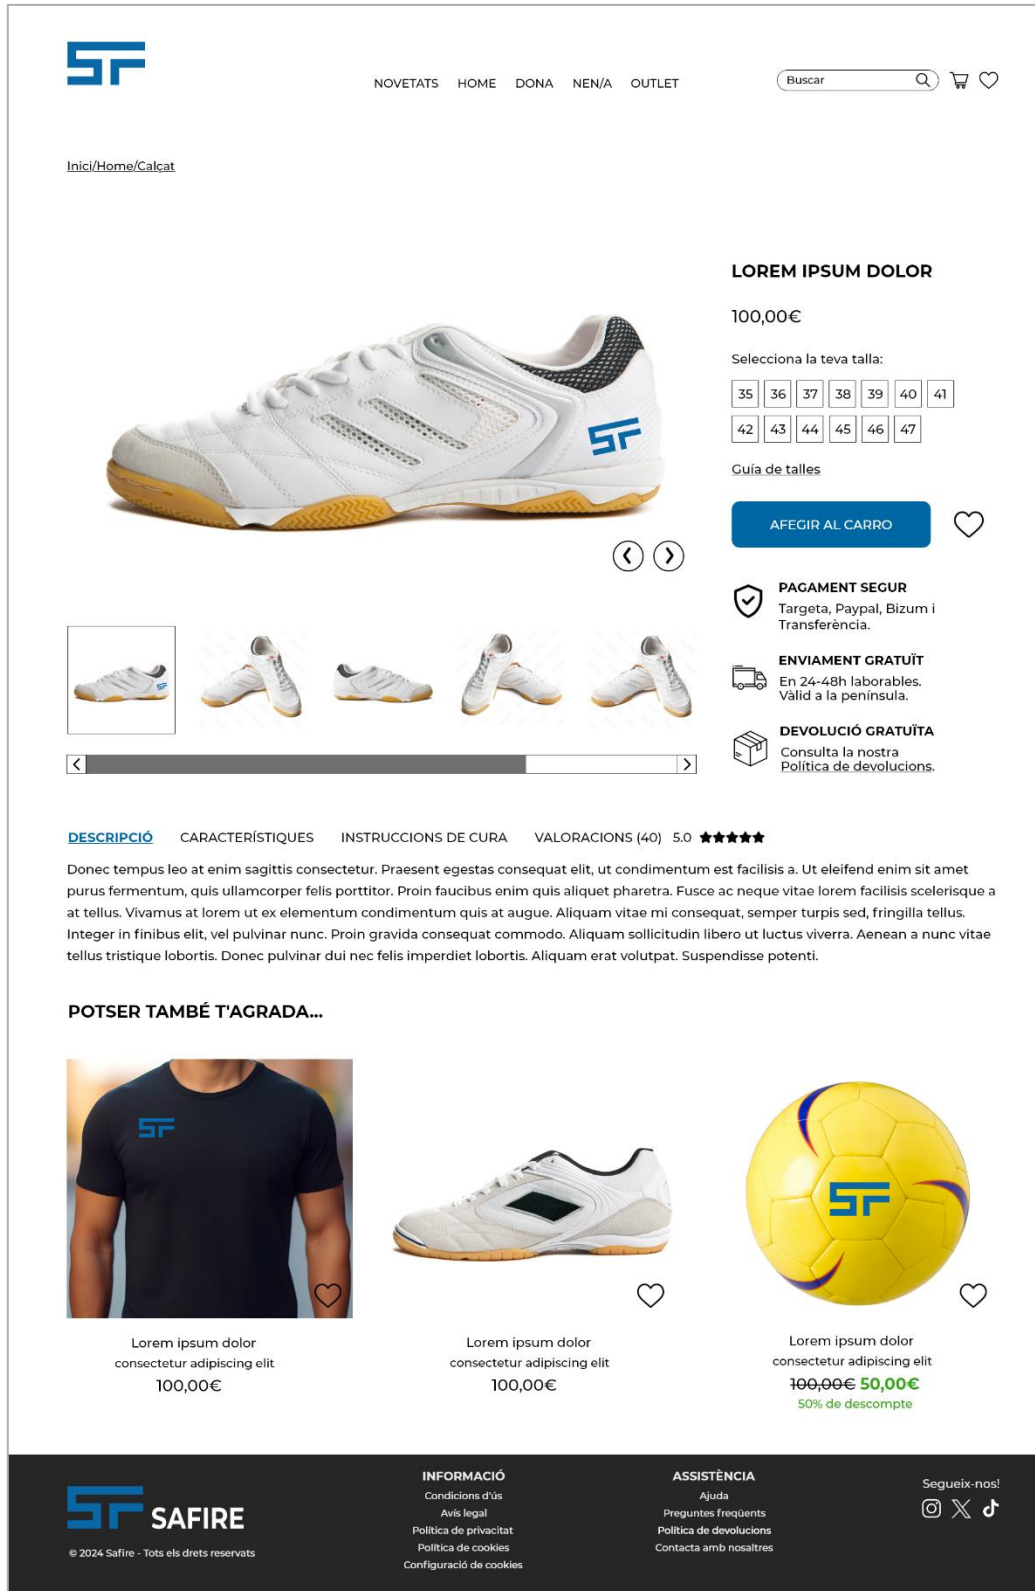 SF
NOVETATS HOME DONA NEN/A OUTLET
Buscar
Inici/Home/Calçat
LOREM IPSUM DOLOR
100,00€
Selecciona la teva talla:
35 36 37 38 39 40 41
42 43 44 45 46 47
Guía de talles
AFEGIR AL CARRO
SF
PAGAMENT SEGUR
Targeta, Paypal, Bizum i
Transferència.
ENVIAMENT GRATUÏT
En 24-48h laborables.
Vàlid a la península.
DEVOLUCIÓ GRATUÏTA
Consulta la nostra
Política de devolucions.
SF
DESCRIPCIÓ CARACTERÍSTIQUES INSTRUCCIONS DE CURA VALORACIONS (40) 5.0 ★★★★★
Donec tempus leo at enim sagittis consectetur. Praesent egestas consequat elit, ut condimentum est facilisis a. Ut eleifend enim sit amet
purus fermentum, quis ullamcorper felis porttitor. Proin faucibus enim quis aliquet pharetra. Fusce ac neque vitae lorem facilisis scelerisque a
at tellus. Vivamus at lorem ut ex elementum condimentum quis at augue. Aliquam vitae mi consequat, semper turpis sed, fringilla tellus.
Integer in finibus elit, vel pulvinar nunc. Proin gravida consequat commodo. Aliquam sollicitudin libero ut luctus viverra. Aenean a nunc vitae
tellus tristique lobortis. Donec pulvinar dui nec felis imperdiet lobortis. Aliquam erat volutpat. Suspendisse potenti.
POTSER TAMBÉ T'AGRADA...
SF
SF
Lorem ipsum dolor
consectetur adipiscing elit
100,00€
Lorem ipsum dolor
consectetur adipiscing elit
100,00€
Lorem ipsum dolor
consectetur adipiscing elit
100,00€ 50,00€
50% de descompte
SF SAFIRE
© 2024 Safire - Tots els drets reservats
INFORMACIÓ
Condicions d'ús
Avís legal
Política de privacitat
Política de cookies
Configuració de cookies
ASSISTÈNCIA
Ajuda
Preguntes freqüents
Política de devolucions
Contacta amb nosaltres
Segueix-nos!